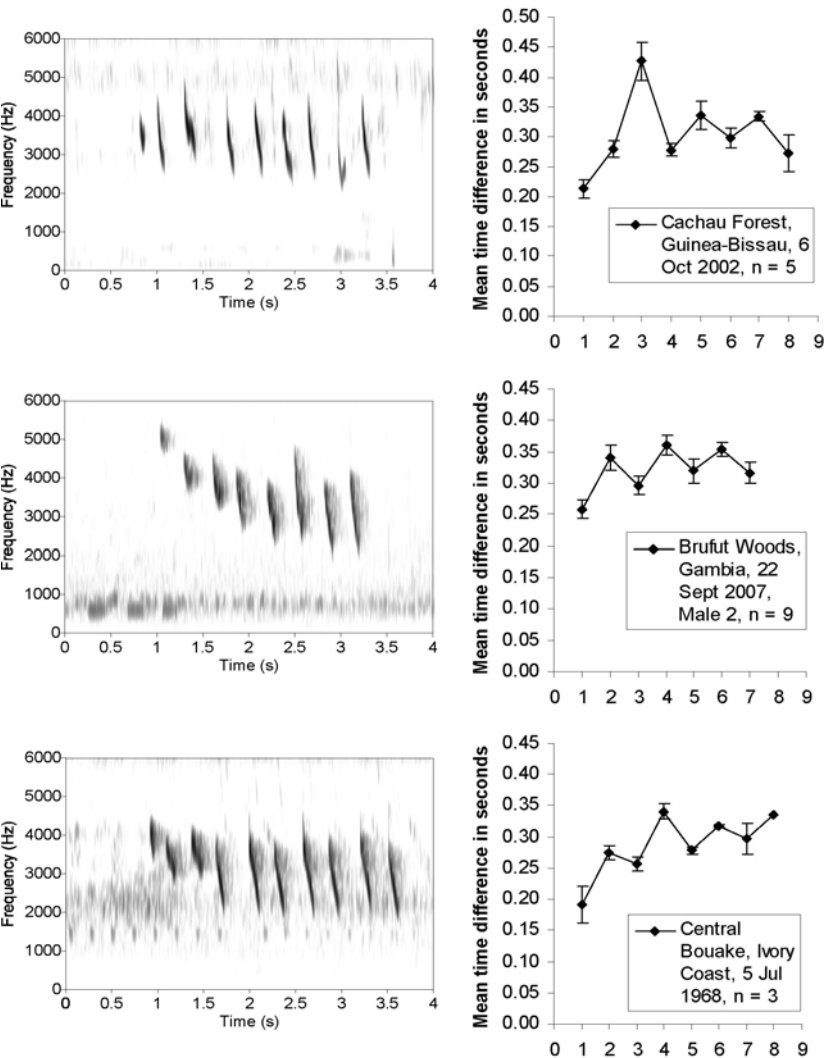 6000
5000
4000
3000
2000
1000
0
Frequency (Hz)
0 0.5 1 1.5 2 2.5 3 3.5 4
Time (s)
0.50
0.45
0.40
0.35
0.30
0.25
0.20
0.15
0.10
0.05
0.00
Mean time difference in seconds
Cachau Forest,
Guinea-Bissau, 6
Oct 2002, n = 5
0 1 2 3 4 5 6 7 8 9
6000
5000
4000
3000
2000
1000
0
Frequency (Hz)
0 0.5 1 1.5 2 2.5 3 3.5 4
Time (s)
0.45
0.40
0.35
0.30
0.25
0.20
0.15
0.10
0.05
0.00
Mean time difference in seconds
Brufut Woods,
Gambia, 22
Sept 2007,
Male 2, n = 9
0 1 2 3 4 5 6 7 8 9
6000
5000
4000
3000
2000
1000
0
Frequency (Hz)
0 0.5 1 1.5 2 2.5 3 3.5 4
Time (s)
0.45
0.40
0.35
0.30
0.25
0.20
0.15
0.10
0.05
0.00
Mean time difference in seconds
Central
Bouake, Ivory
Coast, 5 Jul
1968, n = 3
0 1 2 3 4 5 6 7 8 9